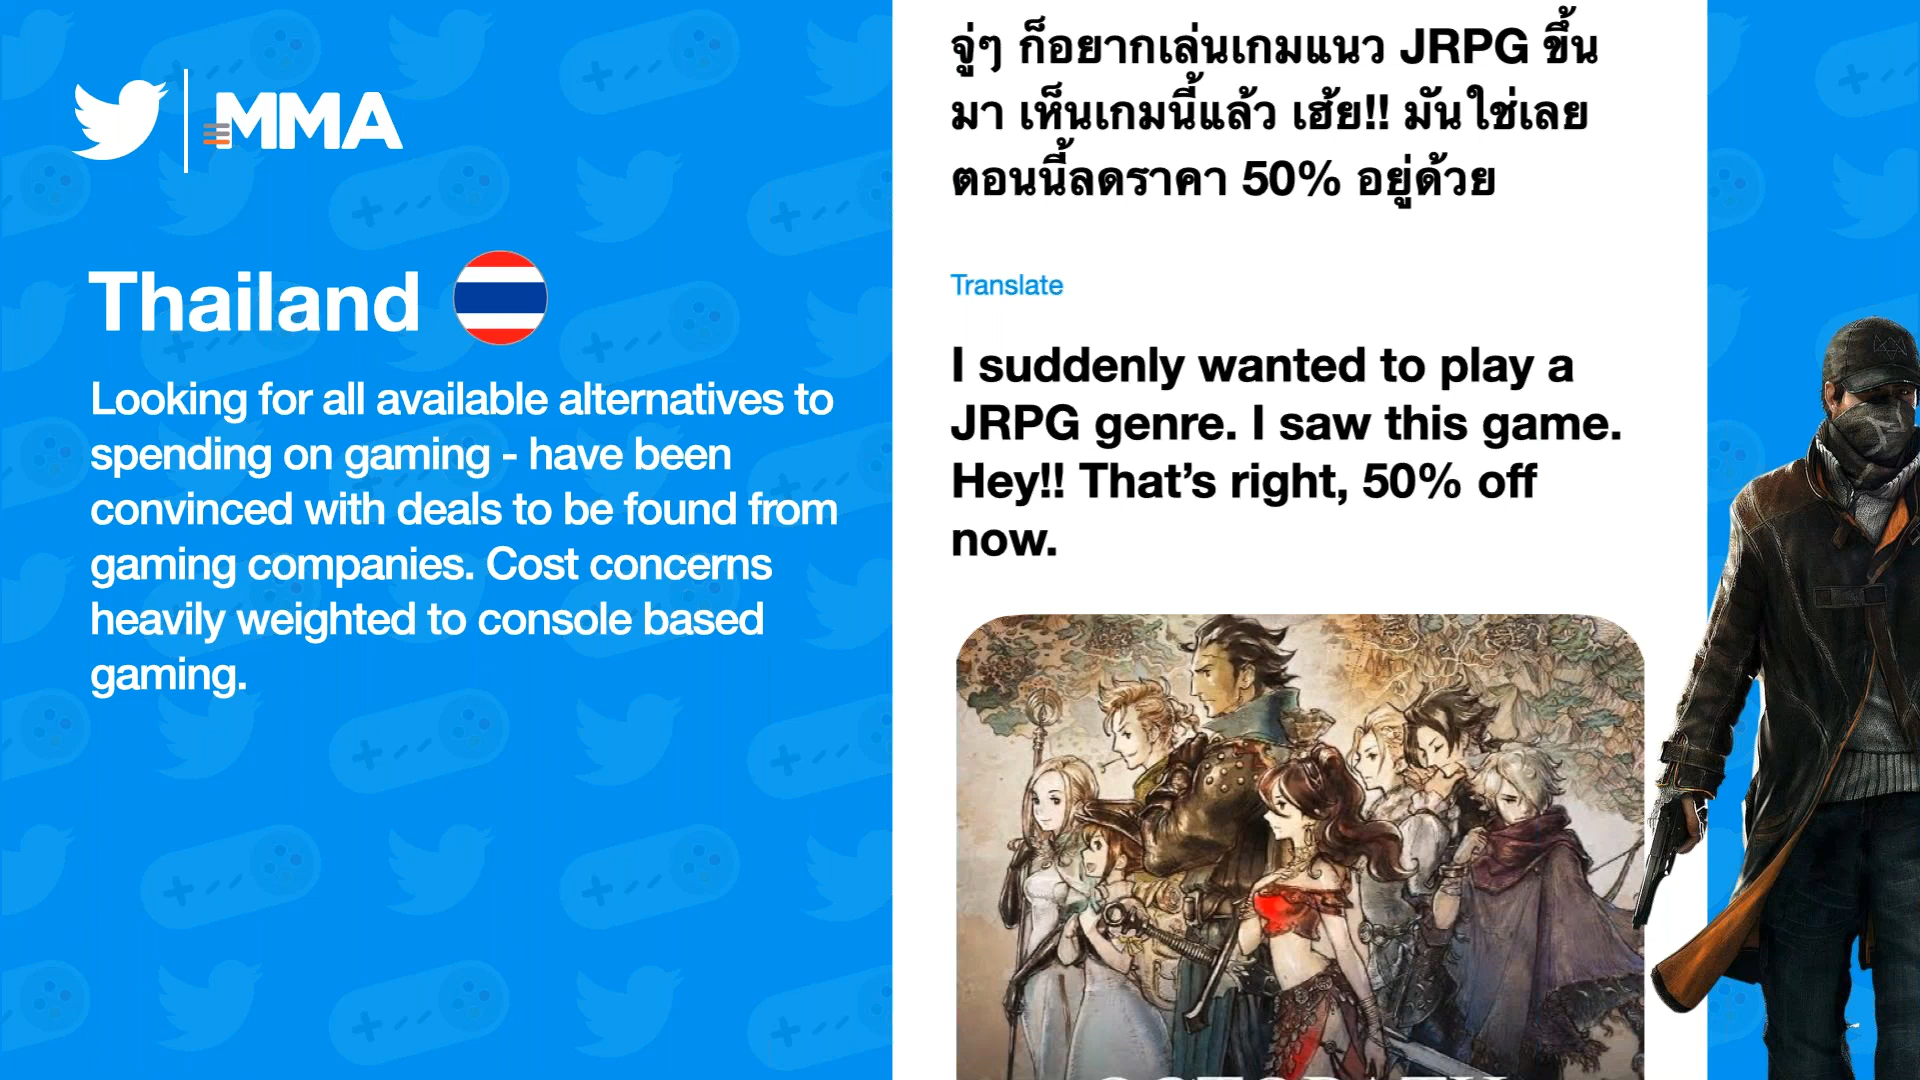 MMA
Thailand
Looking for all available alternatives to
spending on gaming - have been
convinced with deals to be found from
gaming companies. Cost concerns
heavily weighted to console based
gaming.
จู่ๆ ก็อยากเล่นเกมแนว JRPG ขึ้น
มา เห็นเกมนี้แล้ว เฮ้ย!! มันใช่เลย
ตอนนี้ลดราคา 50% อยู่ด้วย
Translate
I suddenly wanted to play a
JRPG genre. I saw this game.
Hey!! That’s right, 50% off
now.